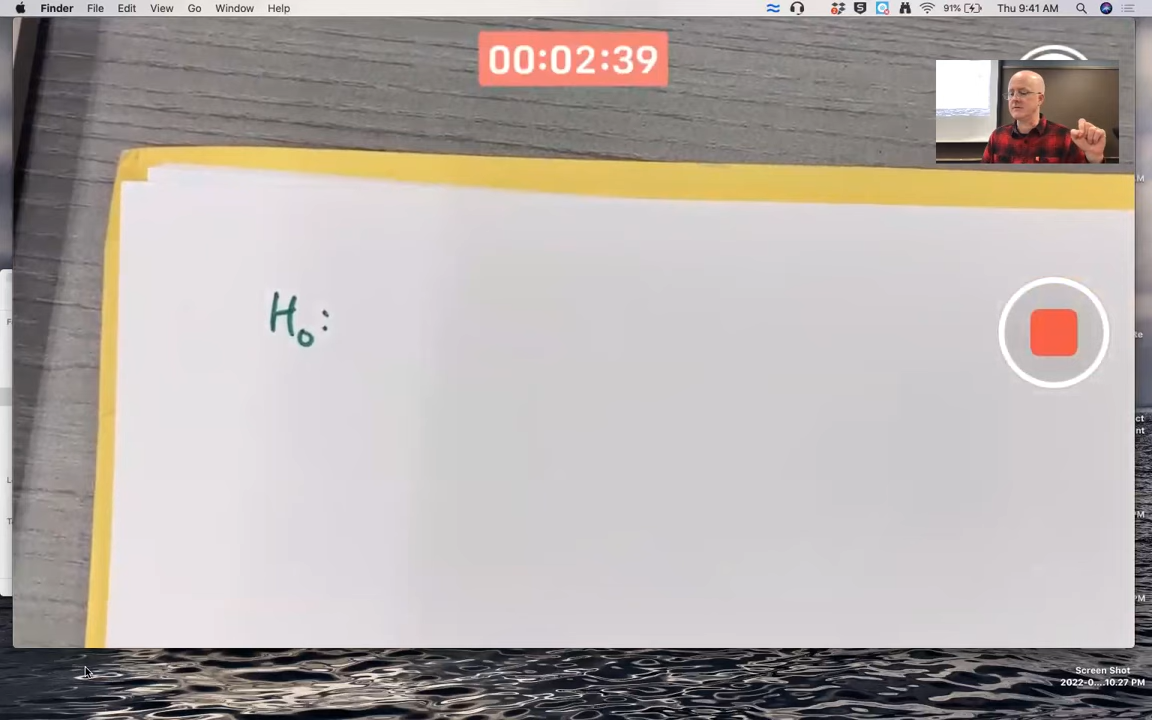 Finder File Edit View Go Window Help 91% Thu 9:41 AM
00:02:39
H₀:
Screen Shot
2022-0....10.27 PM